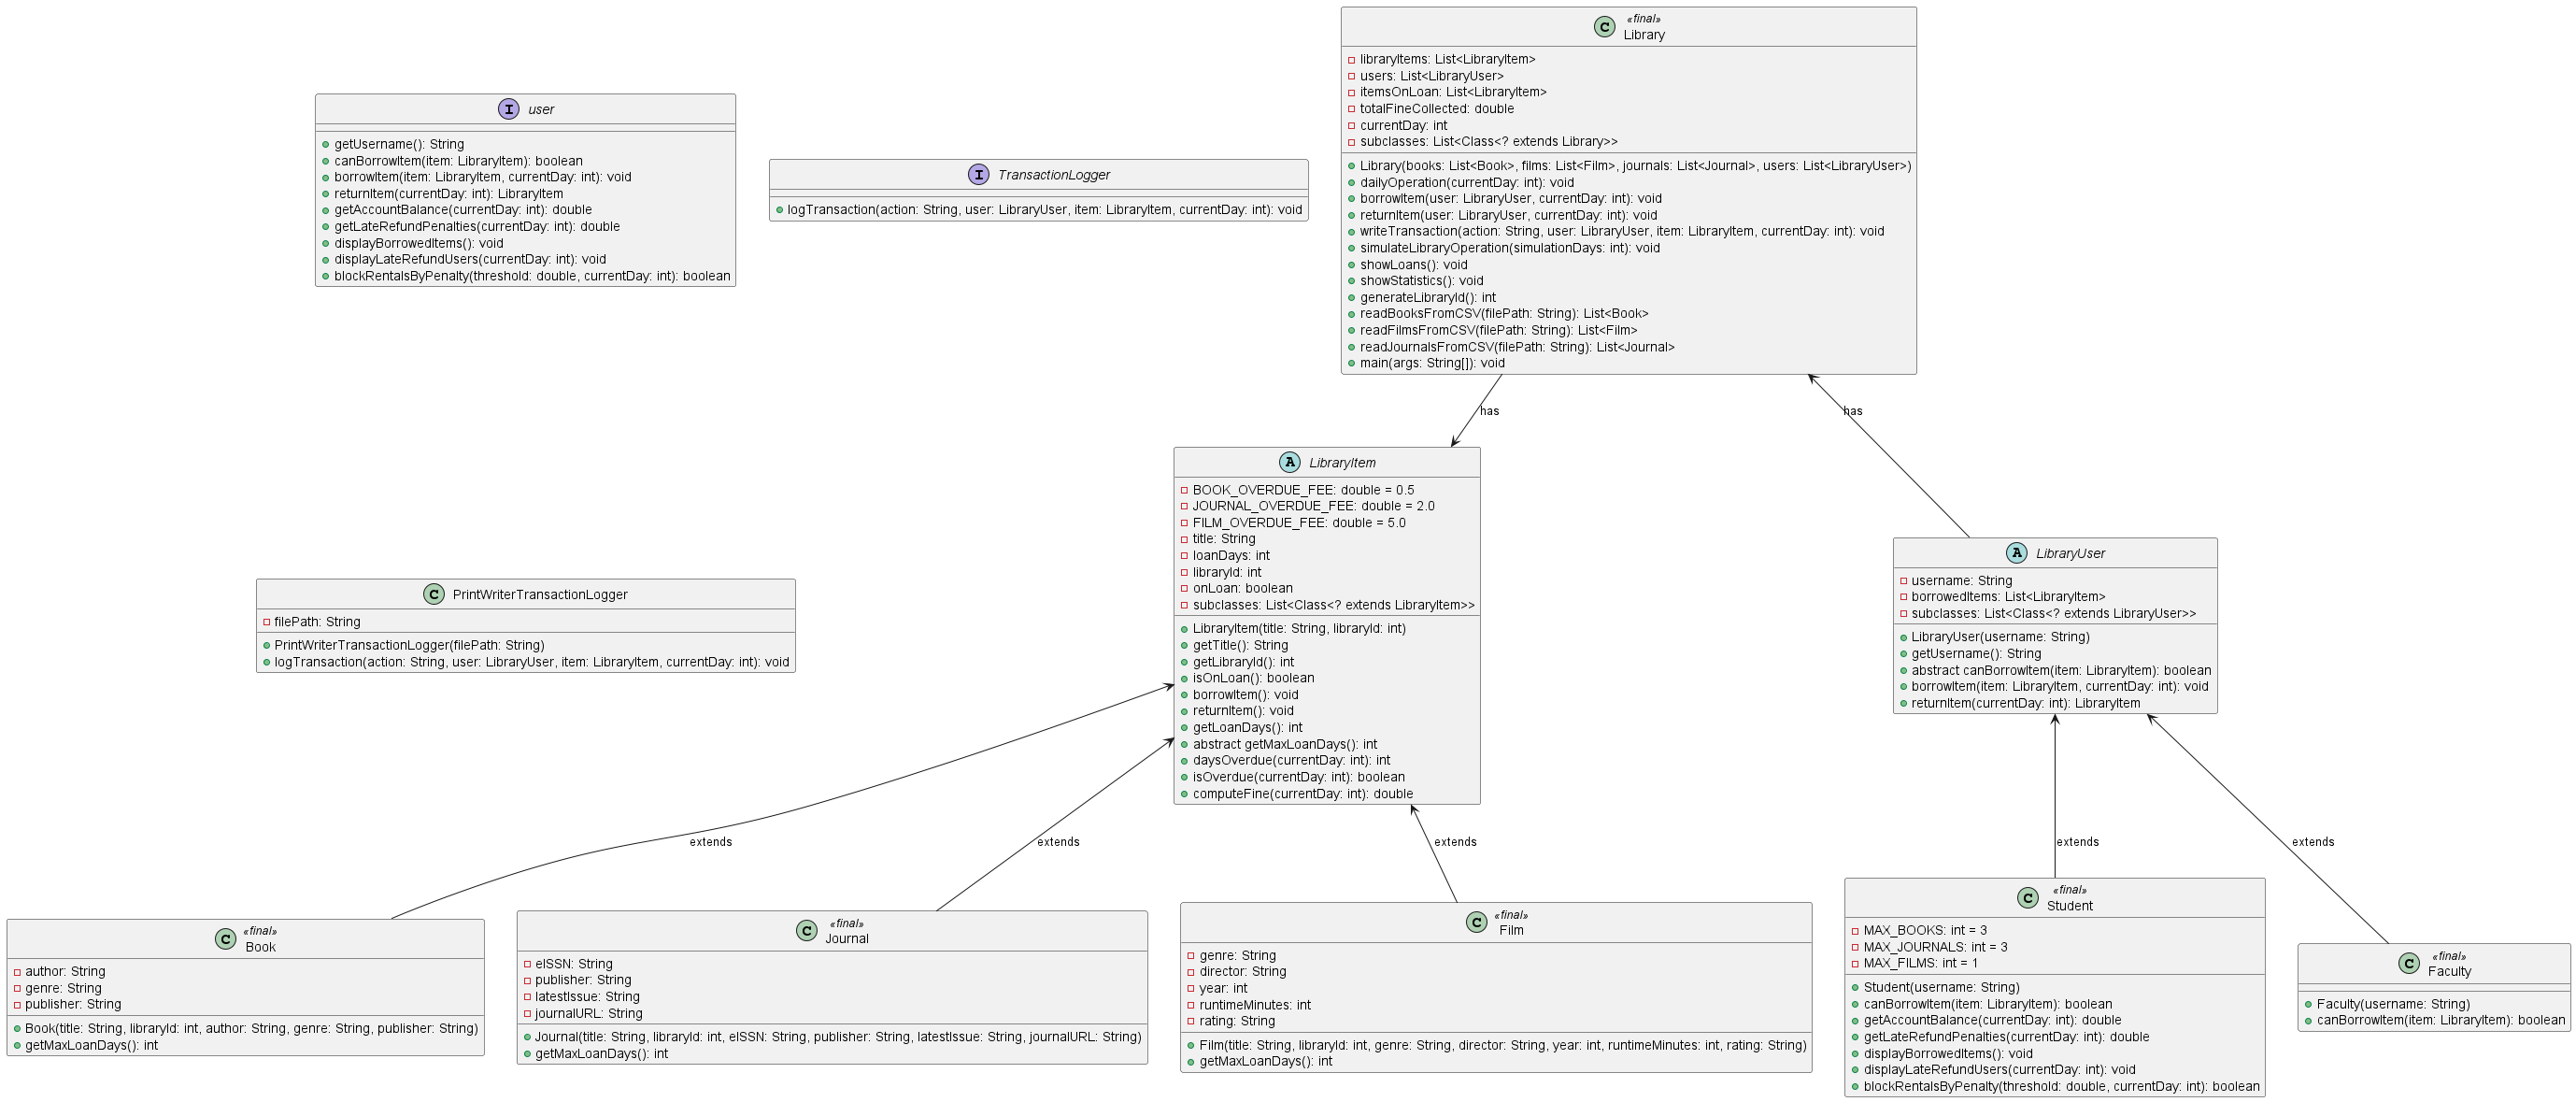 «final»
C Library
libraryItems: List<LibraryItem>
users: List<LibraryUser>
itemsOnLoan: List<LibraryItem>
totalFineCollected: double
currentDay: int
subclasses: List<Class<? extends Library>>
Library(books: List<Book>, films: List<Film>, journals: List<Journal>, users: List<LibraryUser>)
dailyOperation(currentDay: int): void
borrowItem(user: LibraryUser, currentDay: int): void
returnItem(user: LibraryUser, currentDay: int): void
writeTransaction(action: String, user: LibraryUser, item: LibraryItem, currentDay: int): void
simulateLibraryOperation(simulationDays: int): void
showLoans(): void
showStatistics(): void
generateLibraryId(): int
readBooksFromCSV(filePath: String): List<Book>
readFilmsFromCSV(filePath: String): List<Film>
readJournalsFromCSV(filePath: String): List<Journal>
main(args: String[]): void
I user
getUsername(): String
canBorrowItem(item: LibraryItem): boolean
borrowItem(item: LibraryItem, currentDay: int): void
returnItem(currentDay: int): LibraryItem
getAccountBalance(currentDay: int): double
getLateRefundPenalties(currentDay: int): double
displayBorrowedItems(): void
displayLateRefundUsers(currentDay: int): void
blockRentalsByPenalty(threshold: double, currentDay: int): boolean
I TransactionLogger
logTransaction(action: String, user: LibraryUser, item: LibraryItem, currentDay: int): void
has
has
A LibraryItem
BOOK_OVERDUE_FEE: double = 0.5
JOURNAL_OVERDUE_FEE: double = 2.0
FILM_OVERDUE_FEE: double = 5.0
title: String
loanDays: int
libraryId: int
onLoan: boolean
subclasses: List<Class<? extends LibraryItem>>
LibraryItem(title: String, libraryId: int)
getTitle(): String
getLibraryId(): int
isOnLoan(): boolean
borrowItem(): void
returnItem(): void
getLoanDays(): int
abstract getMaxLoanDays(): int
daysOverdue(currentDay: int): int
isOverdue(currentDay: int): boolean
computeFine(currentDay: int): double
A LibraryUser
username: String
borrowedItems: List<LibraryItem>
subclasses: List<Class<? extends LibraryUser>>
LibraryUser(username: String)
getUsername(): String
abstract canBorrowItem(item: LibraryItem): boolean
borrowItem(item: LibraryItem, currentDay: int): void
returnItem(currentDay: int): LibraryItem
C PrintWriterTransactionLogger
filePath: String
PrintWriterTransactionLogger(filePath: String)
logTransaction(action: String, user: LibraryUser, item: LibraryItem, currentDay: int): void
extends
extends
extends
extends
extends
«final»
C Book
author: String
genre: String
publisher: String
Book(title: String, libraryId: int, author: String, genre: String, publisher: String)
getMaxLoanDays(): int
«final»
C Journal
eISSN: String
publisher: String
latestIssue: String
journalURL: String
Journal(title: String, libraryId: int, eISSN: String, publisher: String, latestIssue: String, journalURL: String)
getMaxLoanDays(): int
«final»
C Film
genre: String
director: String
year: int
runtimeMinutes: int
rating: String
Film(title: String, libraryId: int, genre: String, director: String, year: int, runtimeMinutes: int, rating: String)
getMaxLoanDays(): int
«final»
C Student
MAX_BOOKS: int = 3
MAX_JOURNALS: int = 3
MAX_FILMS: int = 1
Student(username: String)
canBorrowItem(item: LibraryItem): boolean
getAccountBalance(currentDay: int): double
getLateRefundPenalties(currentDay: int): double
displayBorrowedItems(): void
displayLateRefundUsers(currentDay: int): void
blockRentalsByPenalty(threshold: double, currentDay: int): boolean
«final»
C Faculty
Faculty(username: String)
canBorrowItem(item: LibraryItem): boolean